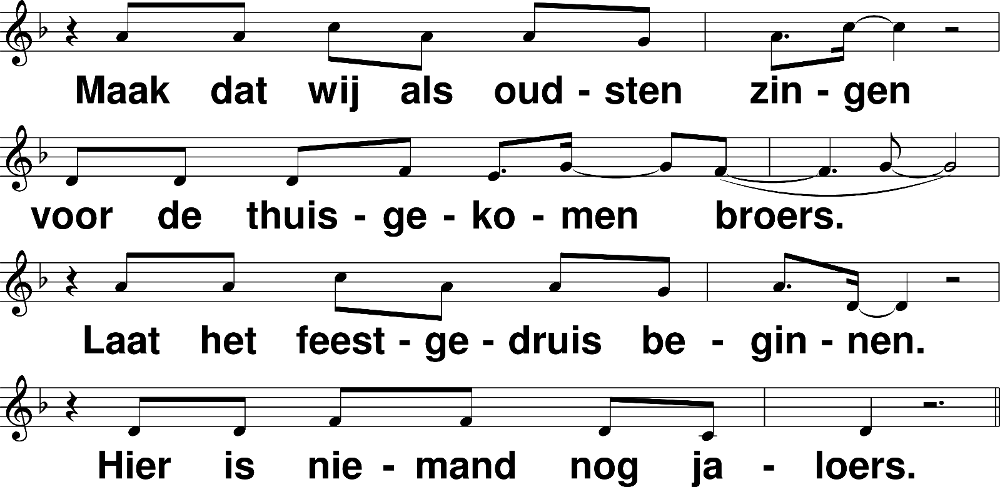 Maak dat wij als oud - sten zin - gen
voor de thuis - ge - ko - men broers.
Laat het feest - ge - druis be - gin - nen.
Hier is nie - mand nog ja - loers.